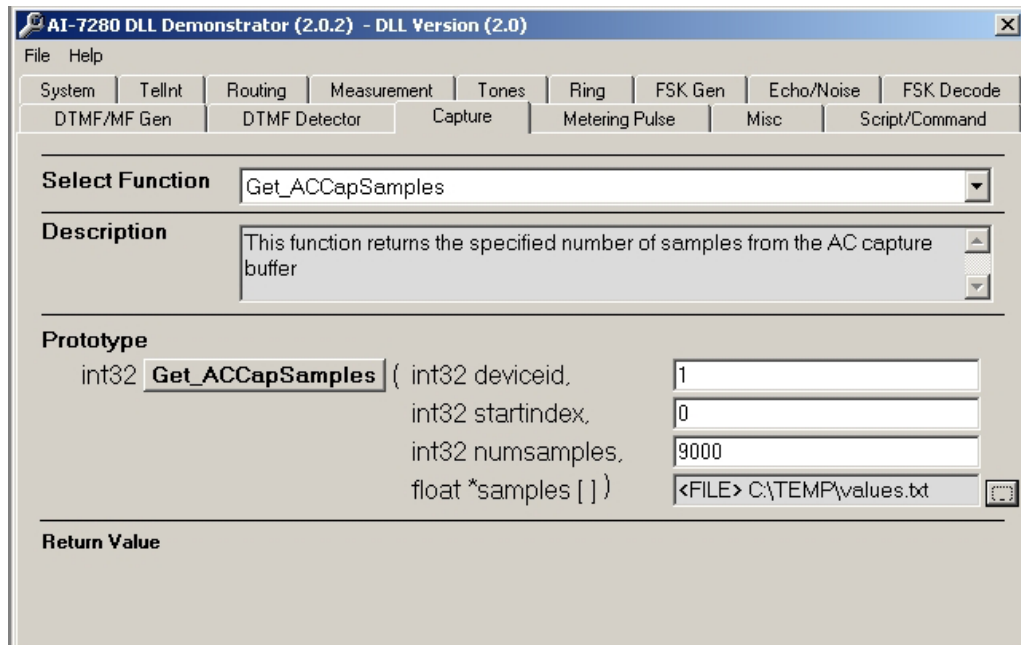 AI-7280 DLL Demonstrator (2.0.2) - DLL Version (2.0)
File Help
System TelInt Routing Measurement Tones Ring FSK Gen Echo/Noise FSK Decode
DTMF/MF Gen DTMF Detector Capture Metering Pulse Misc Script/Command
Select Function Get_ACCapSamples
Description This function returns the specified number of samples from the AC capture
buffer
Prototype
int32 Get_ACCapSamples ( int32 deviceid, 1
int32 startindex, 0
int32 numsamples, 9000
float *samples [ ] ) <FILE> C:\TEMP\values.txt ...
Return Value